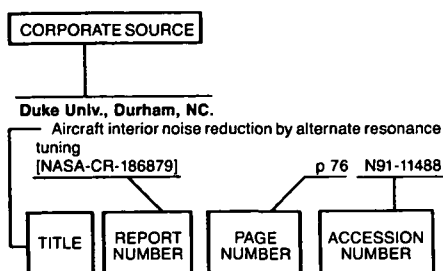 CORPORATE SOURCE
Duke Univ., Durham, NC.
Aircraft interior noise reduction by alternate resonance
tuning
[NASA-CR-186879] p 76 N91-11488
TITLE REPORT NUMBER PAGE NUMBER ACCESSION NUMBER